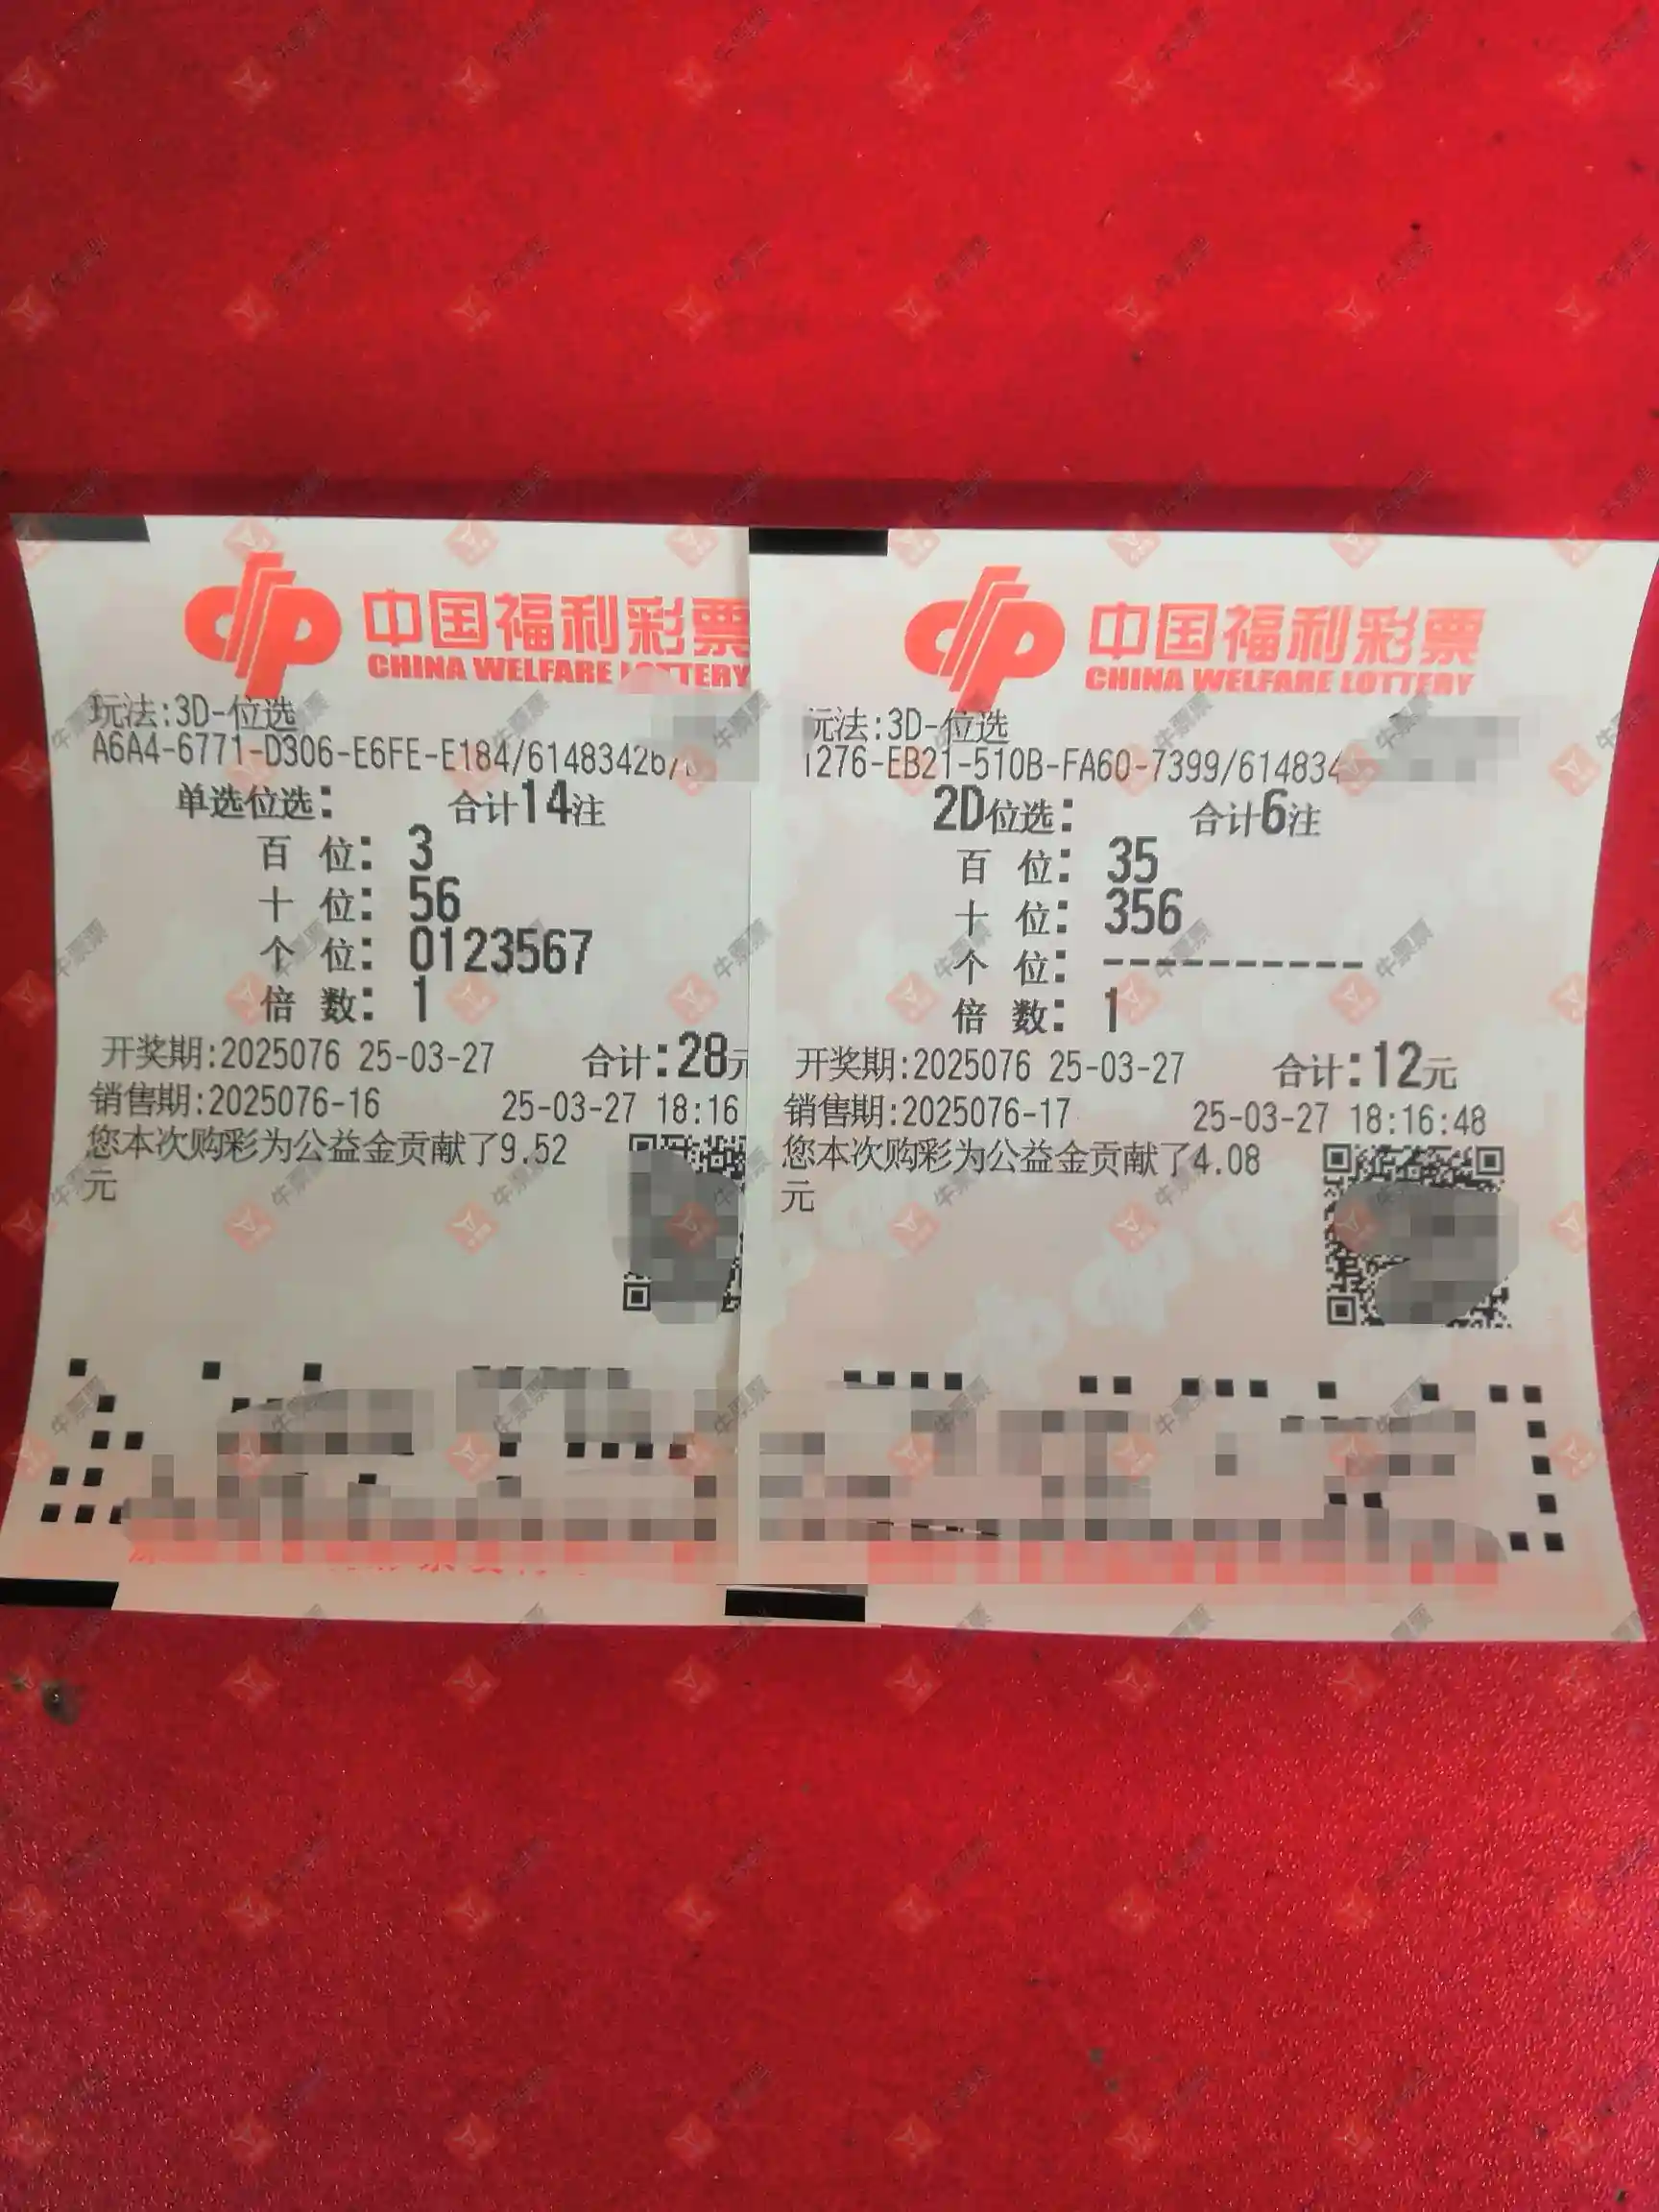 中国福利彩票
CHINA WELFARE LOTTERY
玩法:3D-位选
A6A4-6771-D306-E6FE-E184/6148342
单选位选: 合计14注
百 位: 3
十 位: 56
个 位: 0123567
倍 数: 1
开奖期:2025076 25-03-27 合计:28元
销售期:2025076-16 25-03-27 18:16
您本次购彩为公益金贡献了9.52
元
中国福利彩票
CHINA WELFARE LOTTERY
玩法:3D-位选
276-EB21-510B-FA60-7399/614834
2D位选: 合计6注
百 位: 35
十 位: 356
个 位: ----------
倍 数: 1
开奖期:2025076 25-03-27 合计:12元
销售期:2025076-17 25-03-27 18:16:48
您本次购彩为公益金贡献了4.08
元
牛票票